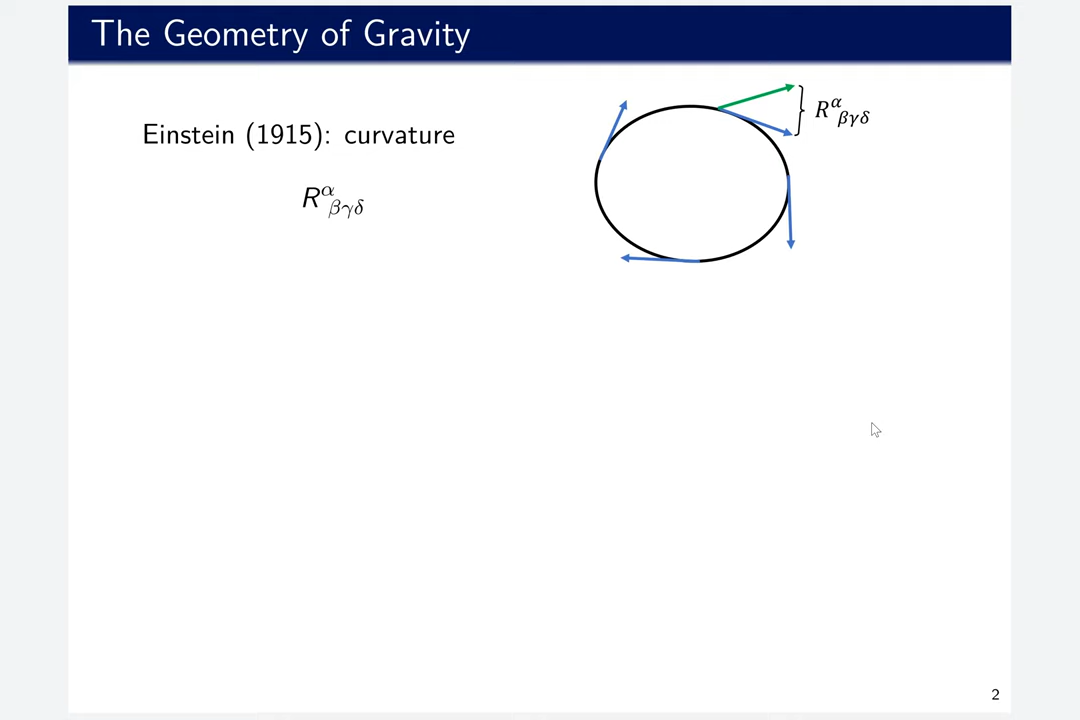 The Geometry of Gravity
Einstein (1915): curvature
R^α_βγδ
R^α_βγδ
2